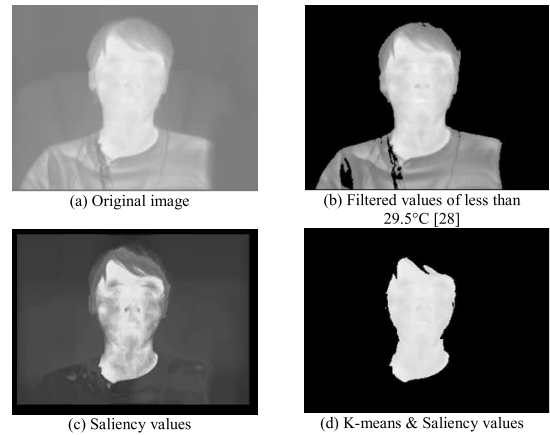 (a) Original image
(b) Filtered values of less than
29.5°C [28]
(c) Saliency values
(d) K-means & Saliency values